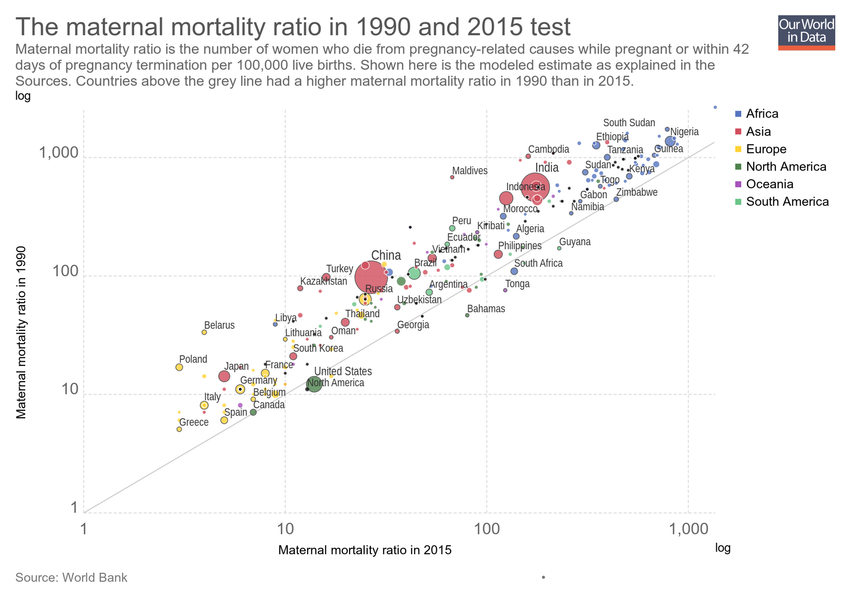 The maternal mortality ratio in 1990 and 2015 test
Our World
in Data
Maternal mortality ratio is the number of women who die from pregnancy-related causes while pregnant or within 42
days of pregnancy termination per 100,000 live births. Shown here is the modeled estimate as explained in the
Sources. Countries above the grey line had a higher maternal mortality ratio in 1990 than in 2015.
log
Africa
Asia
Europe
North America
Oceania
South America
South Sudan
Nigeria
Ethiopia
1,000
Cambodia
Tanzania
Guinea
India
Maldives
Sudan
Kenya
Togo
Indonesia
Gabon
Zimbabwe
Morocco
Namibia
Peru
Kiribati
Algeria
Ecuador
Philippines
Guyana
Vietnam
China
Brazil
South Africa
100
Turkey
Kazakhstan
Russia
Argentina
Tonga
Uzbekistan
Bahamas
Libya
Thailand
Belarus
Georgia
Lithuania
Oman
South Korea
Poland
Japan
France
United States
Germany
North America
10
Italy
Belgium
Spain
Canada
Greece
1
Maternal mortality ratio in 1990
1
10
100
1,000
Maternal mortality ratio in 2015
log
Source: World Bank